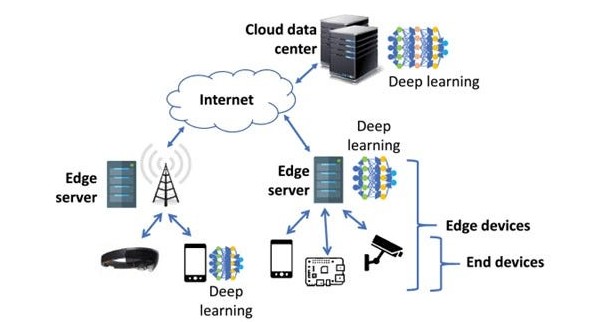 Cloud data
center
Deep learning
Internet
Deep
learning
Edge
server
Edge
server
Edge devices
End devices
Deep
learning